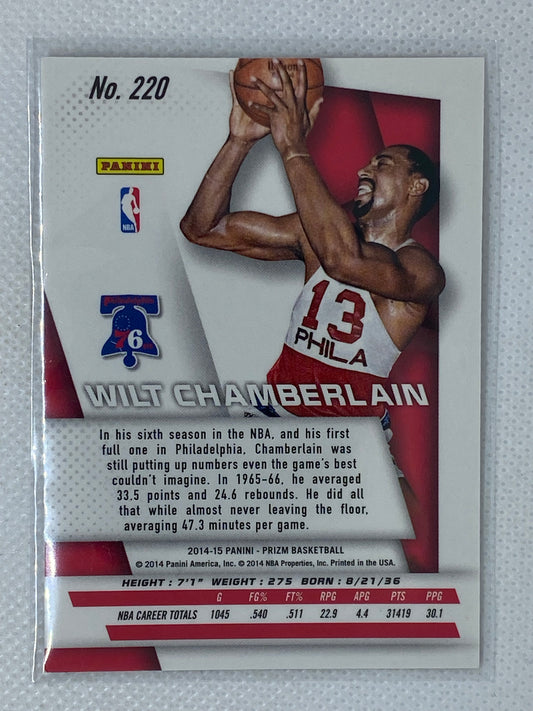 No. 220
PANINI
NBA
Philadelphia
76ers
13
PHILA
WILT CHAMBERLAIN
In his sixth season in the NBA, and his first
full one in Philadelphia, Chamberlain was
still putting up numbers even the game's best
couldn't imagine. In 1965-66, he averaged
33.5 points and 24.6 rebounds. He did all
that while almost never leaving the floor,
averaging 47.3 minutes per game.
2014-15 PANINI - PRIZM BASKETBALL
© 2014 Panini America, Inc. © 2014 NBA Properties, Inc. Printed in the USA.
HEIGHT : 7'1" WEIGHT : 275 BORN : 8/21/36
G FG% FT% RPG APG PTS PPG
NBA CAREER TOTALS 1045 .540 .511 22.9 4.4 31419 30.1